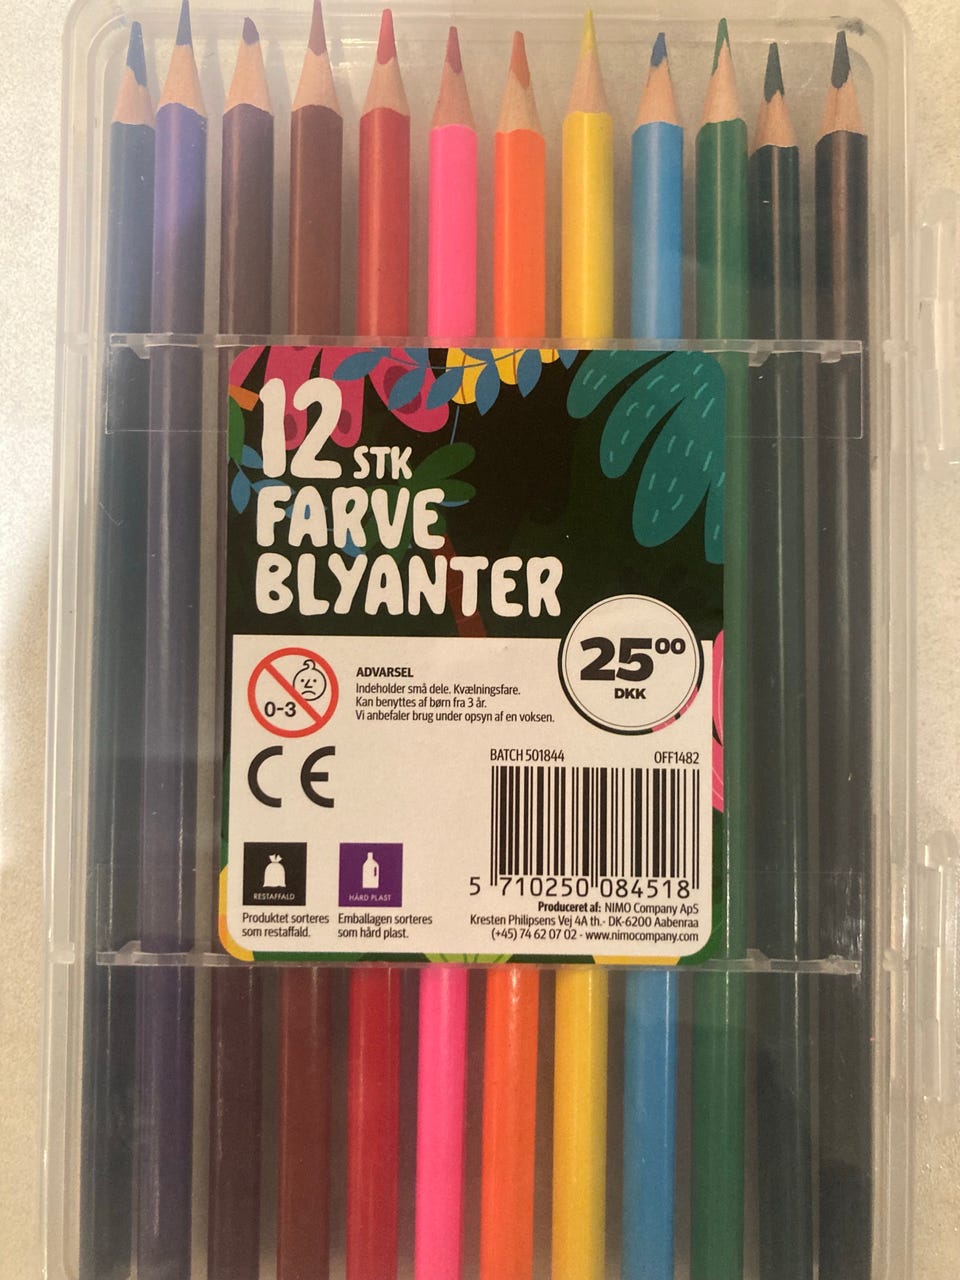 12 STK
FARVE
BLYANTER
25⁰⁰
DKK
0-3
ADVARSEL
Indeholder små dele. Kvælningsfare.
Kan benyttes af børn fra 3 år.
Vi anbefaler brug under opsyn af en voksen.
CE
BATCH 501844 OFF1482
5 710250 084518
RESTAFFALD
HÅRD PLAST
Produktet sorteres
som restaffald.
Emballagen sorteres
som hård plast.
Produceret af: NIMO Company ApS
Kresten Philipsens Vej 4A th.- DK-6200 Aabenraa
(+45) 74 62 07 02 - www.nimocompany.com